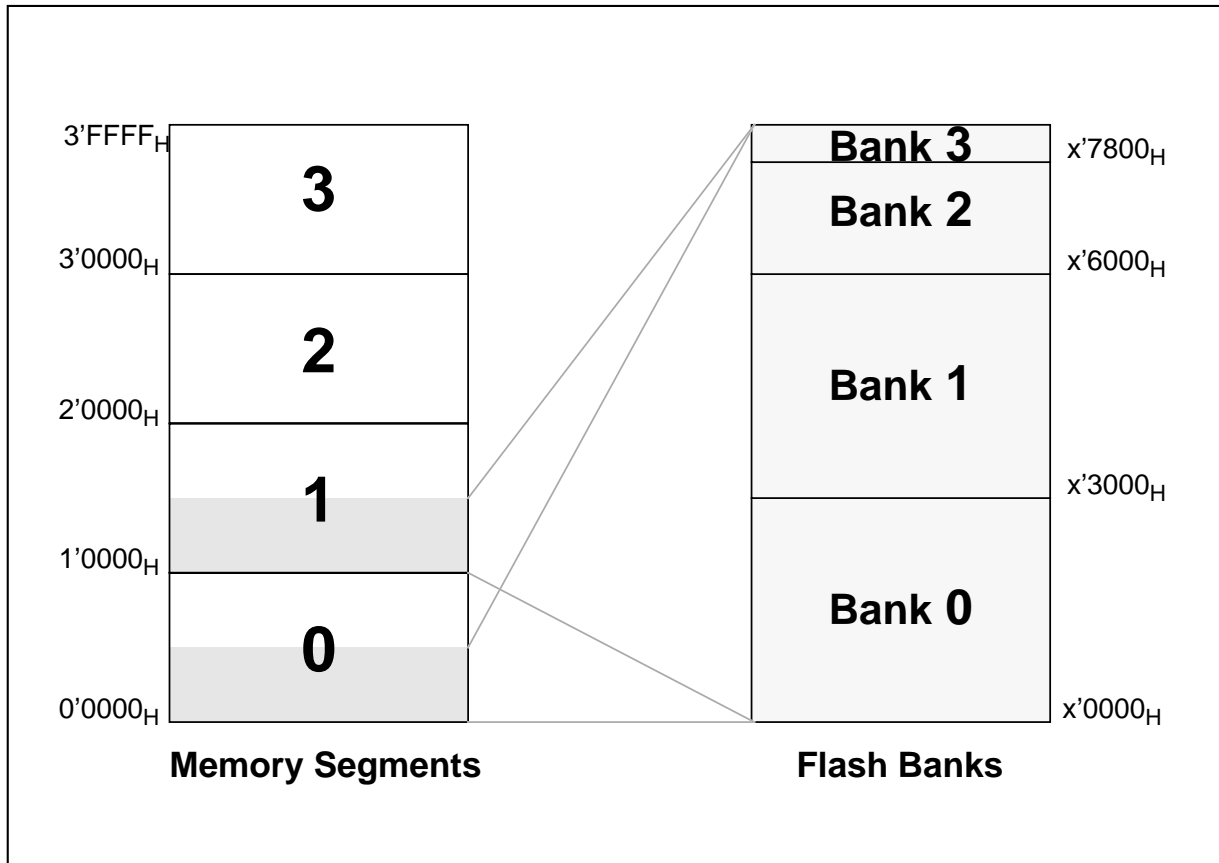 3’FFFFH
3
3’0000H
2
2’0000H
1
1’0000H
0
0’0000H
Memory Segments
Bank 3
x’7800H
Bank 2
x’6000H
Bank 1
x’3000H
Bank 0
x’0000H
Flash Banks